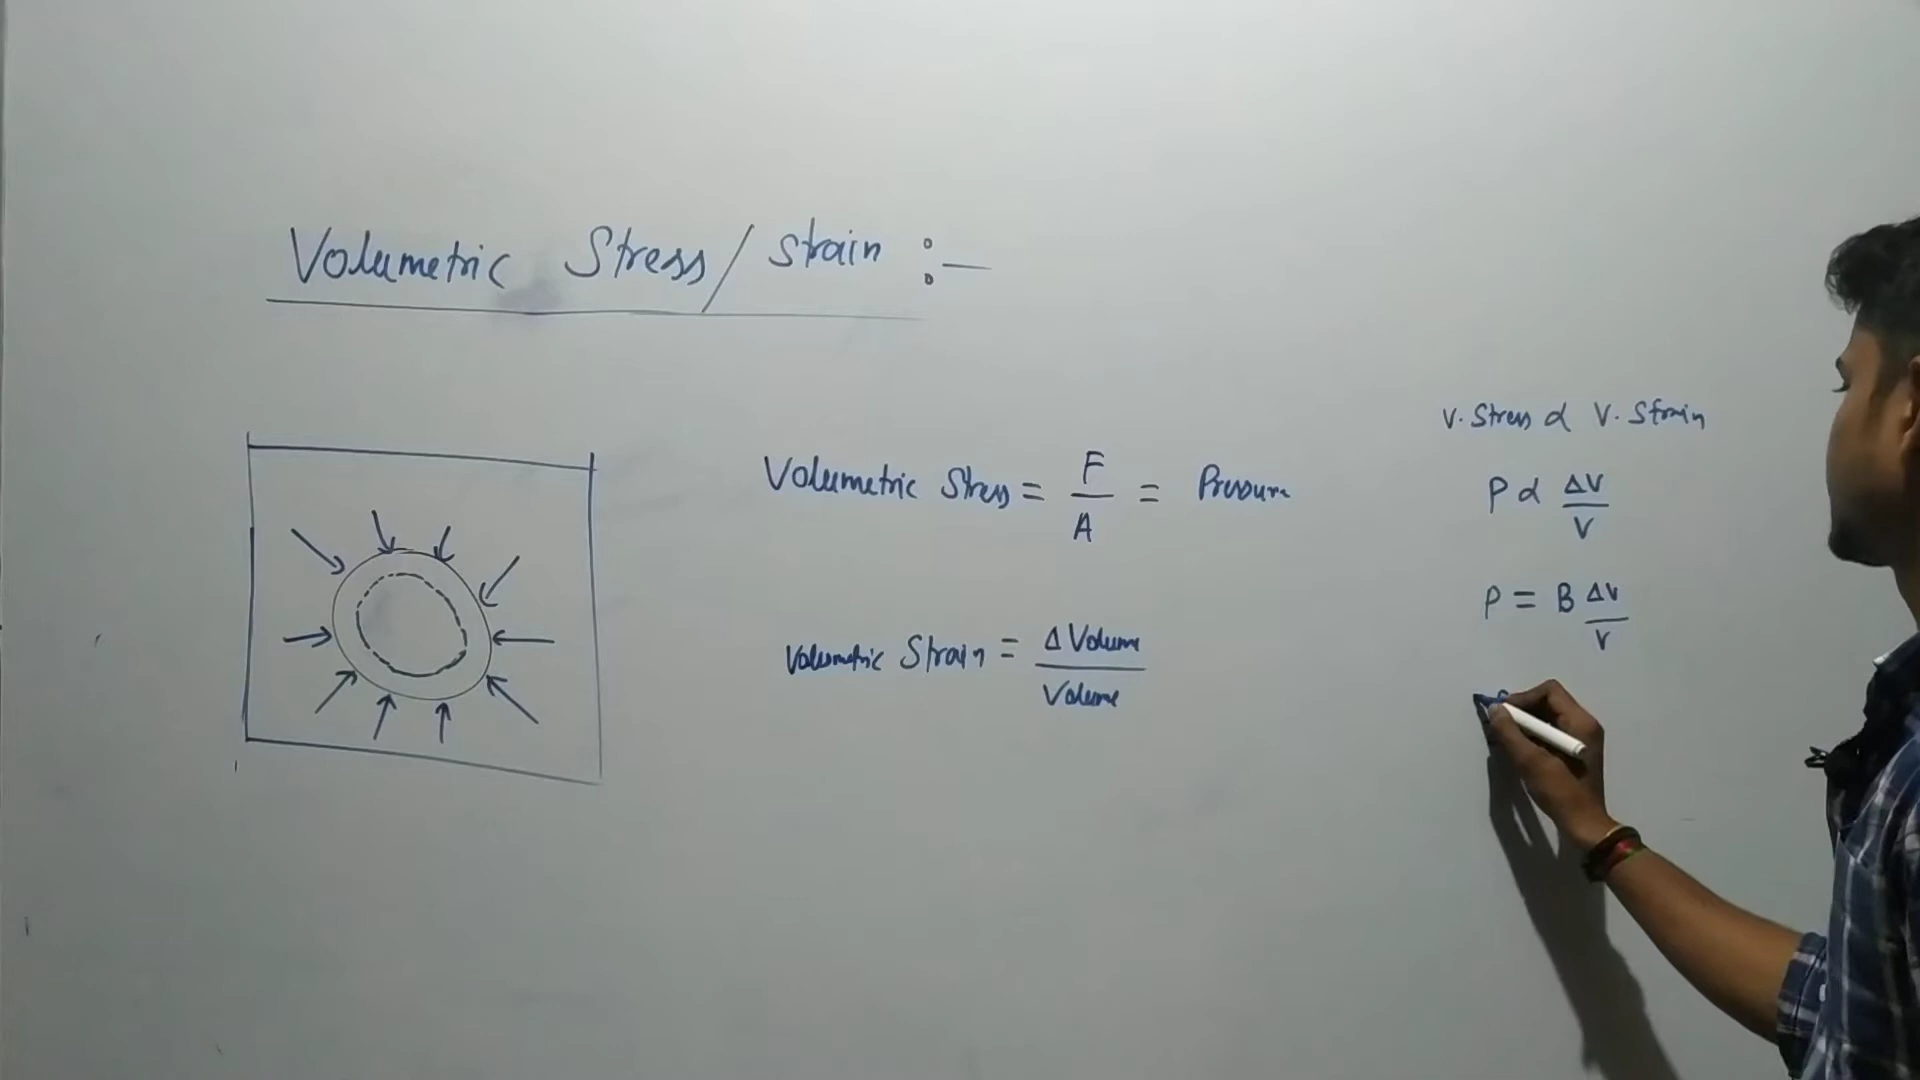 Volumetric Stress/strain :-
Volumetric Stress = F/A = Pressure
Volumetric Strain = ΔVolume/Volume
V. Stress ∝ V. Strain
P ∝ ΔV/V
P = B ΔV/V